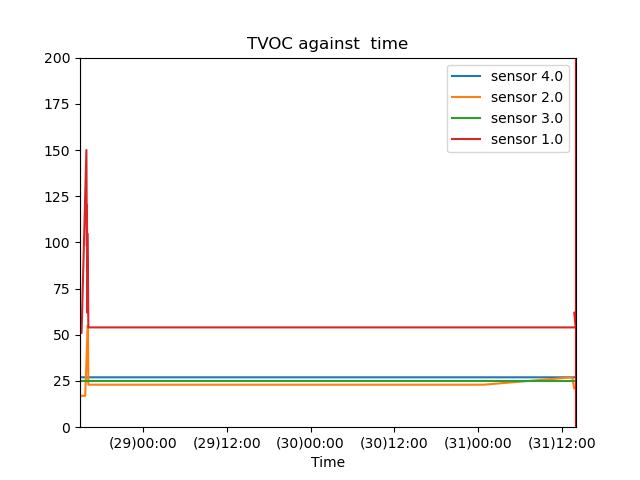 TVOC against  time
200
175
150
125
100
75
50
25
0
sensor 4.0
sensor 2.0
sensor 3.0
sensor 1.0
(29)00:00 (29)12:00 (30)00:00 (30)12:00 (31)00:00 (31)12:00
Time